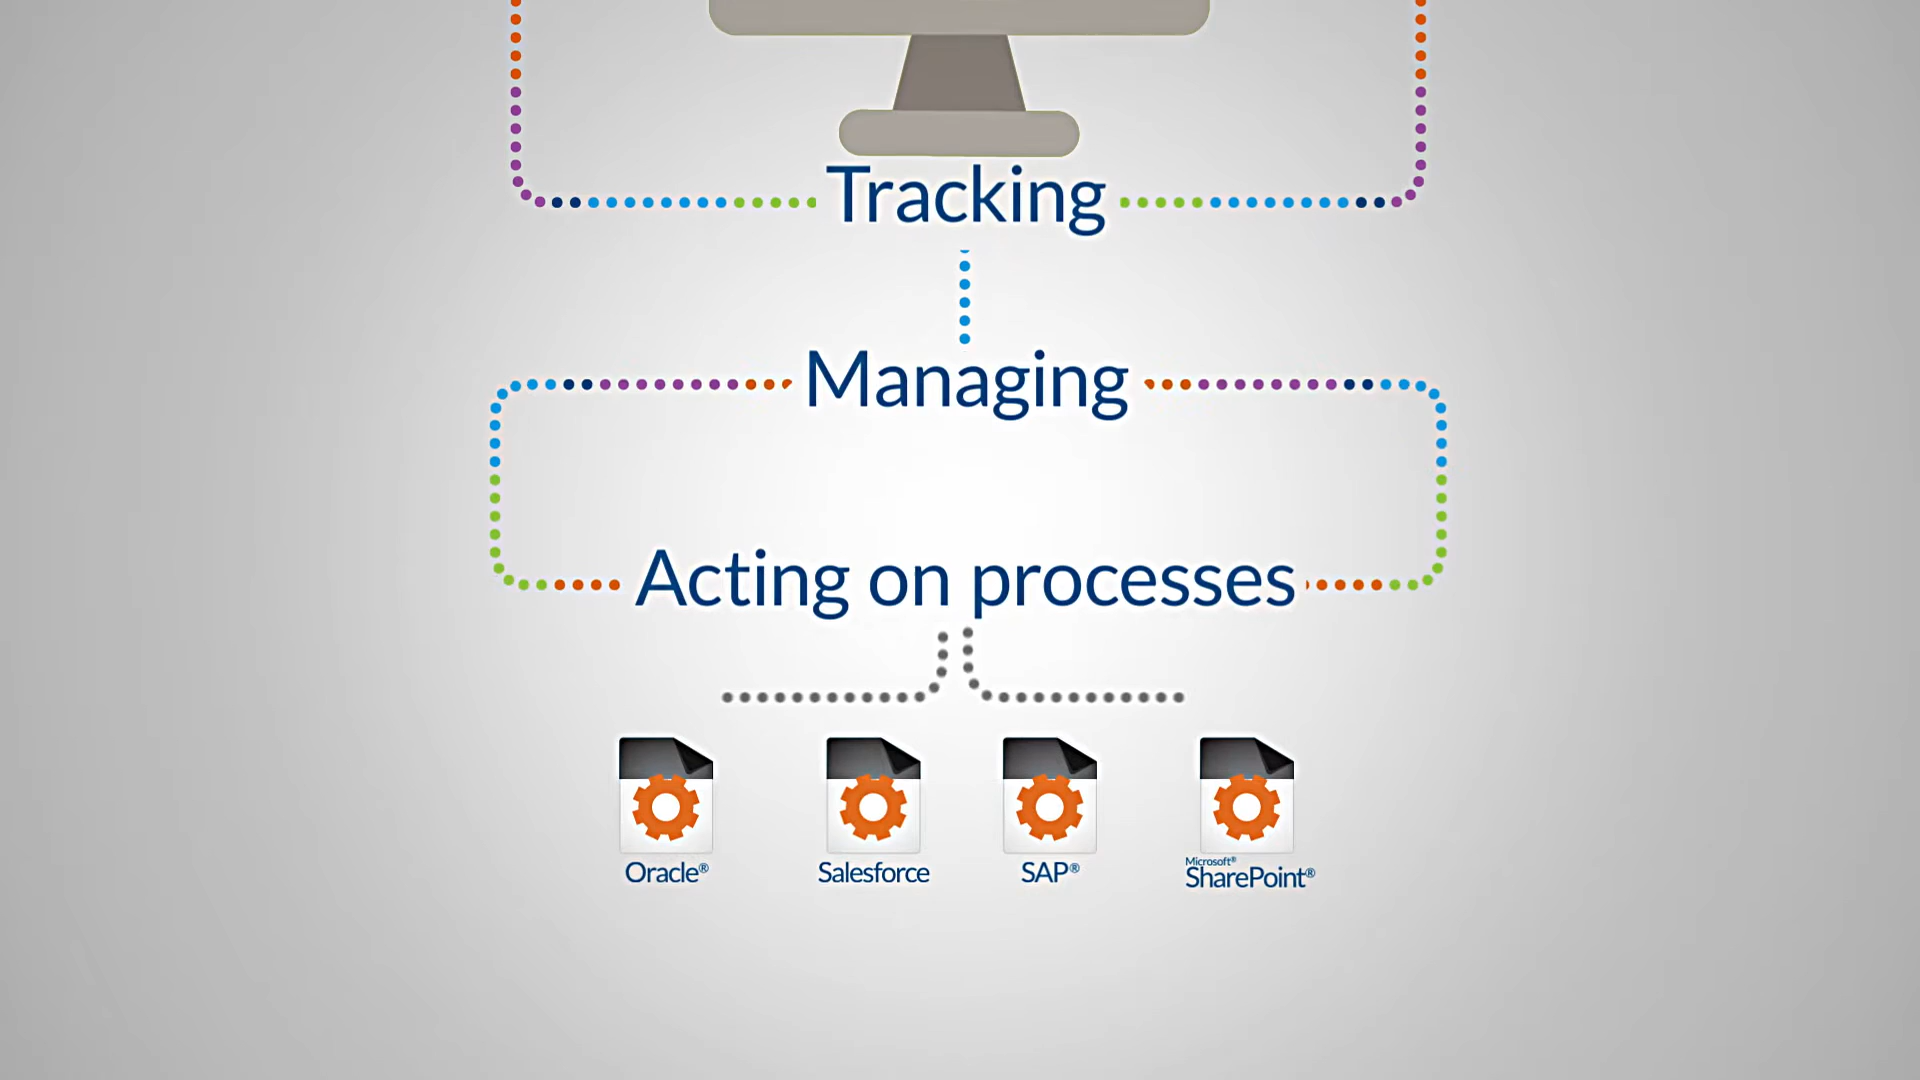 Tracking
Managing
Acting on processes
Oracle®
Salesforce
SAP®
Microsoft®
SharePoint®